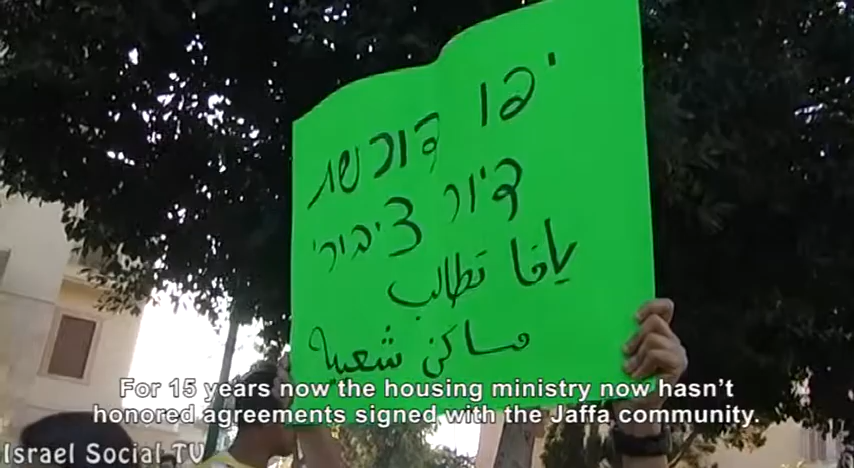 יפו דורשת
דיור
ציבורי
يافا تطالب
مساكن شعبية
For 15 years now the housing ministry now hasn't
honored agreements signed with the Jaffa community.
Israel Social TV